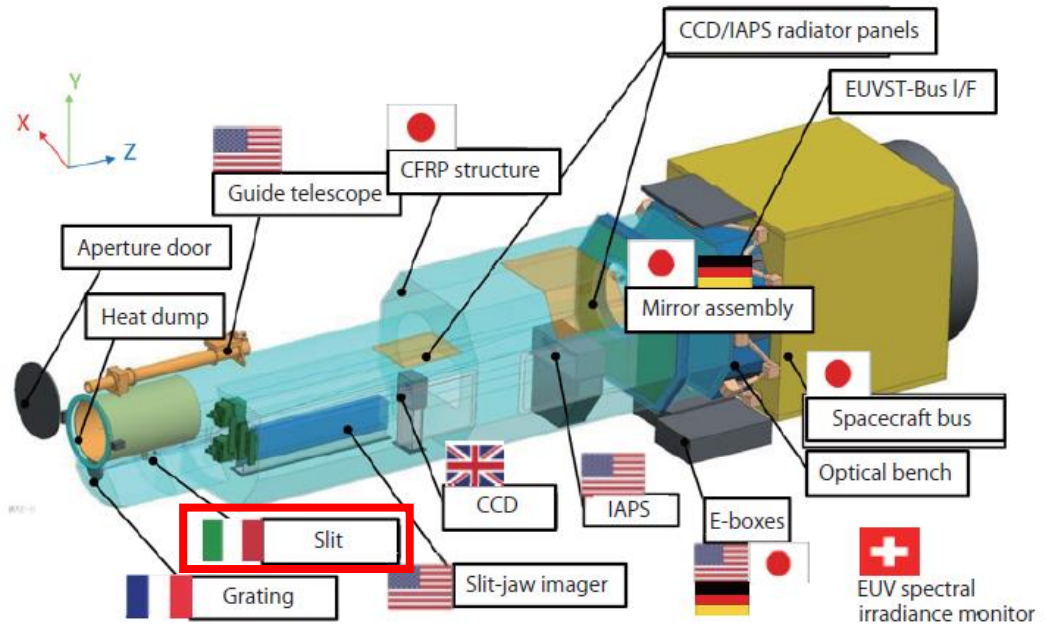 CCD/IAPS radiator panels
EUVST-Bus I/F
Y
X
Z
CFRP structure
Guide telescope
Aperture door
Heat dump
Mirror assembly
Spacecraft bus
Optical bench
CCD
IAPS
E-boxes
Slit
Slit-jaw imager
Grating
EUV spectral
irradiance monitor